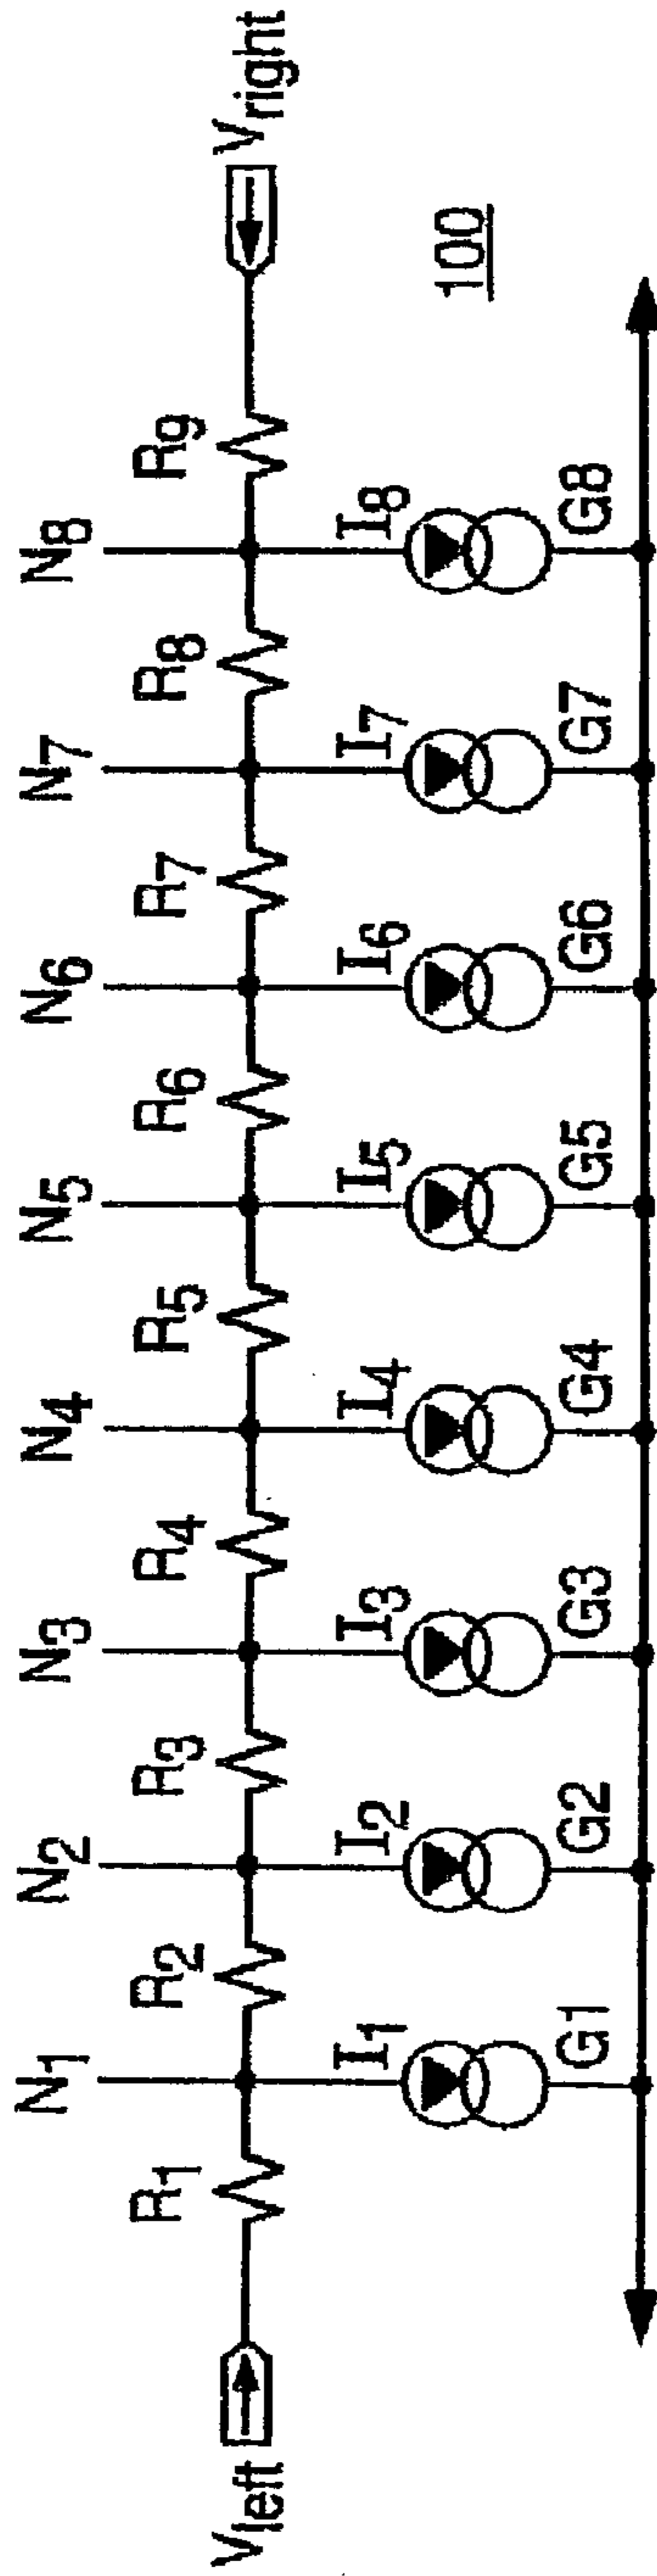 N1 N2 N3 N4 N5 N6 N7 N8
Vleft R1 R2 R3 R4 R5 R6 R7 R8 R9 Vright
I1 I2 I3 I4 I5 I6 I7 I8 100
G1 G2 G3 G4 G5 G6 G7 G8